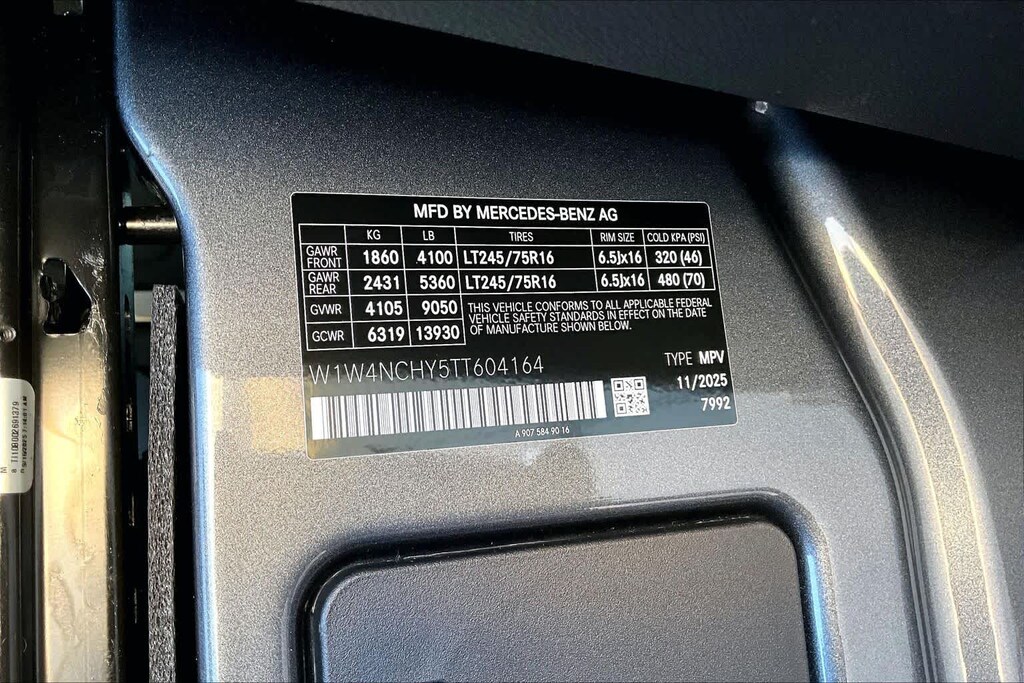 MFD BY MERCEDES-BENZ AG
KG LB TIRES RIM SIZE COLD KPA (PSI)
GAWR FRONT 1860 4100 LT245/75R16 6.5Jx16 320 (46)
GAWR REAR 2431 5360 LT245/75R16 6.5Jx16 480 (70)
GVWR 4105 9050
GCWR 6319 13930
THIS VEHICLE CONFORMS TO ALL APPLICABLE FEDERAL
VEHICLE SAFETY STANDARDS IN EFFECT ON THE DATE
OF MANUFACTURE SHOWN BELOW.
W1W4NCHY5TT604164
TYPE MPV
11/2025
7992
A 907 584 90 16